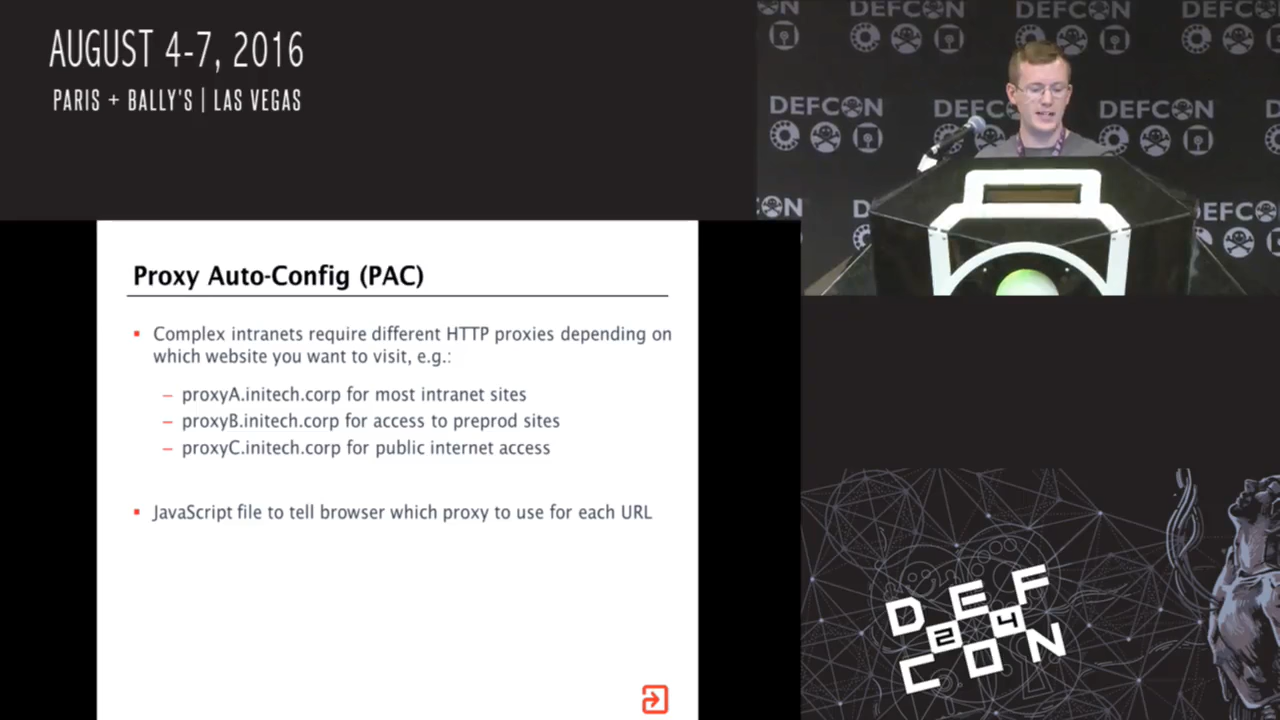 AUGUST 4-7, 2016
PARIS + BALLY'S | LAS VEGAS
DEFCON
DEFCON
DEFCON
DEFCON
DEFCON
DEFCON
Proxy Auto-Config (PAC)
▪ Complex intranets require different HTTP proxies depending on
which website you want to visit, e.g.:
– proxyA.initech.corp for most intranet sites
– proxyB.initech.corp for access to preprod sites
– proxyC.initech.corp for public internet access
▪ JavaScript file to tell browser which proxy to use for each URL
DEF
24
CON